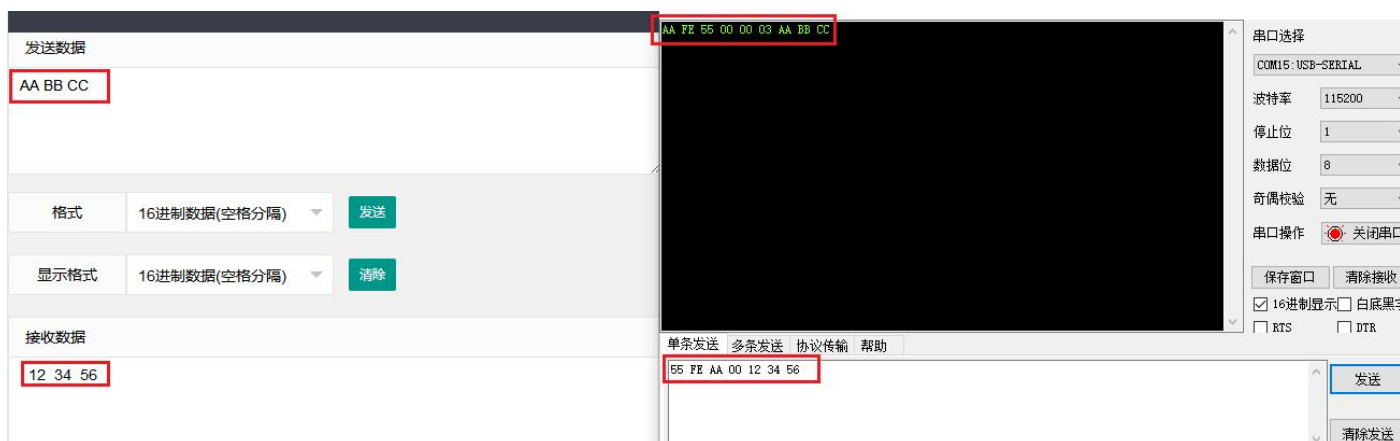 发送数据
AA BB CC
格式 16进制数据(空格分隔) 发送
显示格式 16进制数据(空格分隔) 清除
接收数据
12 34 56
AA FE 55 00 00 03 AA BB CC
串口选择
COM15:USB-SERIAL
波特率 115200
停止位 1
数据位 8
奇偶校验 无
串口操作 关闭串口
保存窗口 清除接收
16进制显示 白底黑字
RTS DTR
单条发送 多条发送 协议传输 帮助
55 FE AA 00 12 34 56
发送
清除发送